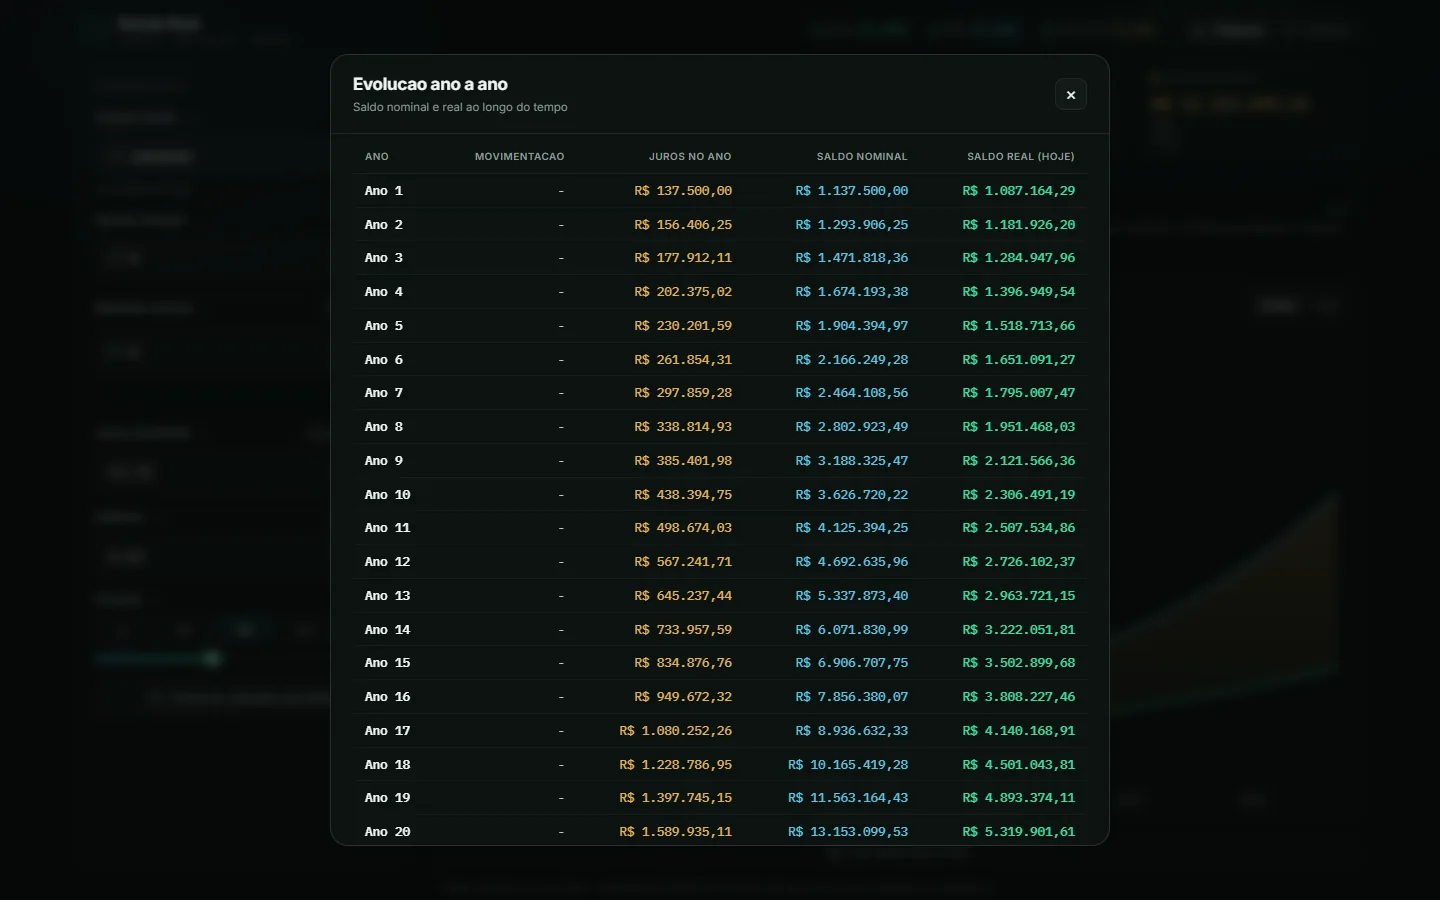 Evolucao ano a ano
Saldo nominal e real ao longo do tempo
×
ANO MOVIMENTACAO JUROS NO ANO SALDO NOMINAL SALDO REAL (HOJE)
Ano 1 - R$ 137.500,00 R$ 1.137.500,00 R$ 1.087.164,29
Ano 2 - R$ 156.406,25 R$ 1.293.906,25 R$ 1.181.926,20
Ano 3 - R$ 177.912,11 R$ 1.471.818,36 R$ 1.284.947,96
Ano 4 - R$ 202.375,02 R$ 1.674.193,38 R$ 1.396.949,54
Ano 5 - R$ 230.201,59 R$ 1.904.394,97 R$ 1.518.713,66
Ano 6 - R$ 261.854,31 R$ 2.166.249,28 R$ 1.651.091,27
Ano 7 - R$ 297.859,28 R$ 2.464.108,56 R$ 1.795.007,47
Ano 8 - R$ 338.814,93 R$ 2.802.923,49 R$ 1.951.468,03
Ano 9 - R$ 385.401,98 R$ 3.188.325,47 R$ 2.121.566,36
Ano 10 - R$ 438.394,75 R$ 3.626.720,22 R$ 2.306.491,19
Ano 11 - R$ 498.674,03 R$ 4.125.394,25 R$ 2.507.534,86
Ano 12 - R$ 567.241,71 R$ 4.692.635,96 R$ 2.726.102,37
Ano 13 - R$ 645.237,44 R$ 5.337.873,40 R$ 2.963.721,15
Ano 14 - R$ 733.957,59 R$ 6.071.830,99 R$ 3.222.051,81
Ano 15 - R$ 834.876,76 R$ 6.906.707,75 R$ 3.502.899,68
Ano 16 - R$ 949.672,32 R$ 7.856.380,07 R$ 3.808.227,46
Ano 17 - R$ 1.080.252,26 R$ 8.936.632,33 R$ 4.140.168,91
Ano 18 - R$ 1.228.786,95 R$ 10.165.419,28 R$ 4.501.043,81
Ano 19 - R$ 1.397.745,15 R$ 11.563.164,43 R$ 4.893.374,11
Ano 20 - R$ 1.589.935,11 R$ 13.153.099,53 R$ 5.319.901,61